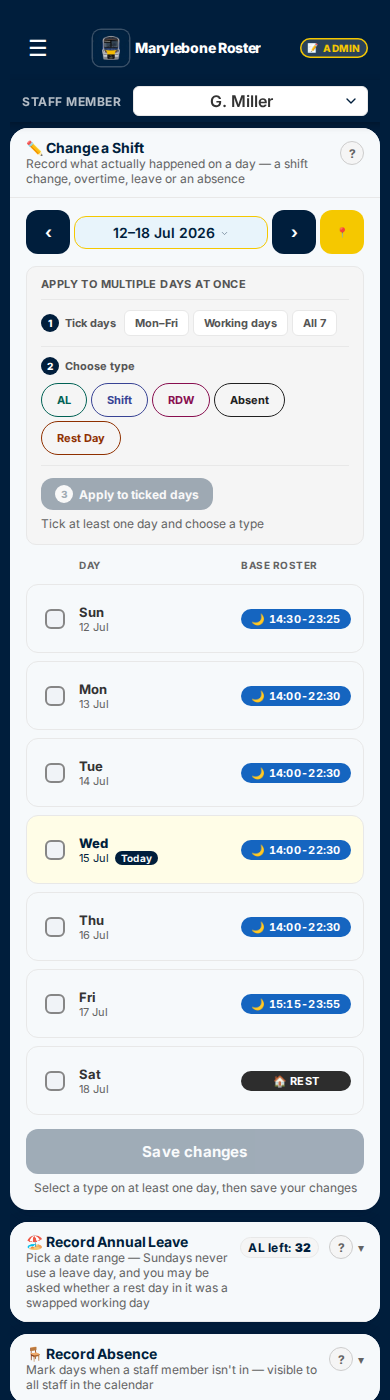 ☰ Marylebone Roster 📝 ADMIN
STAFF MEMBER G. Miller
✏️ Change a Shift ?
Record what actually happened on a day — a shift
change, overtime, leave or an absence
‹ 12–18 Jul 2026 › 📍
APPLY TO MULTIPLE DAYS AT ONCE
1 Tick days Mon–Fri Working days All 7
2 Choose type
AL Shift RDW Absent
Rest Day
3 Apply to ticked days
Tick at least one day and choose a type
DAY BASE ROSTER
Sun
12 Jul
🌙 14:30-23:25
Mon
13 Jul
🌙 14:00-22:30
Tue
14 Jul
🌙 14:00-22:30
Wed
15 Jul Today
🌙 14:00-22:30
Thu
16 Jul
🌙 14:00-22:30
Fri
17 Jul
🌙 15:15-23:55
Sat
18 Jul
🏠 REST
Save changes
Select a type on at least one day, then save your changes
🏖️ Record Annual Leave AL left: 32 ? ▾
Pick a date range — Sundays never
use a leave day, and you may be
asked whether a rest day in it was a
swapped working day
🪑 Record Absence ? ▾
Mark days when a staff member isn't in — visible to
all staff in the calendar